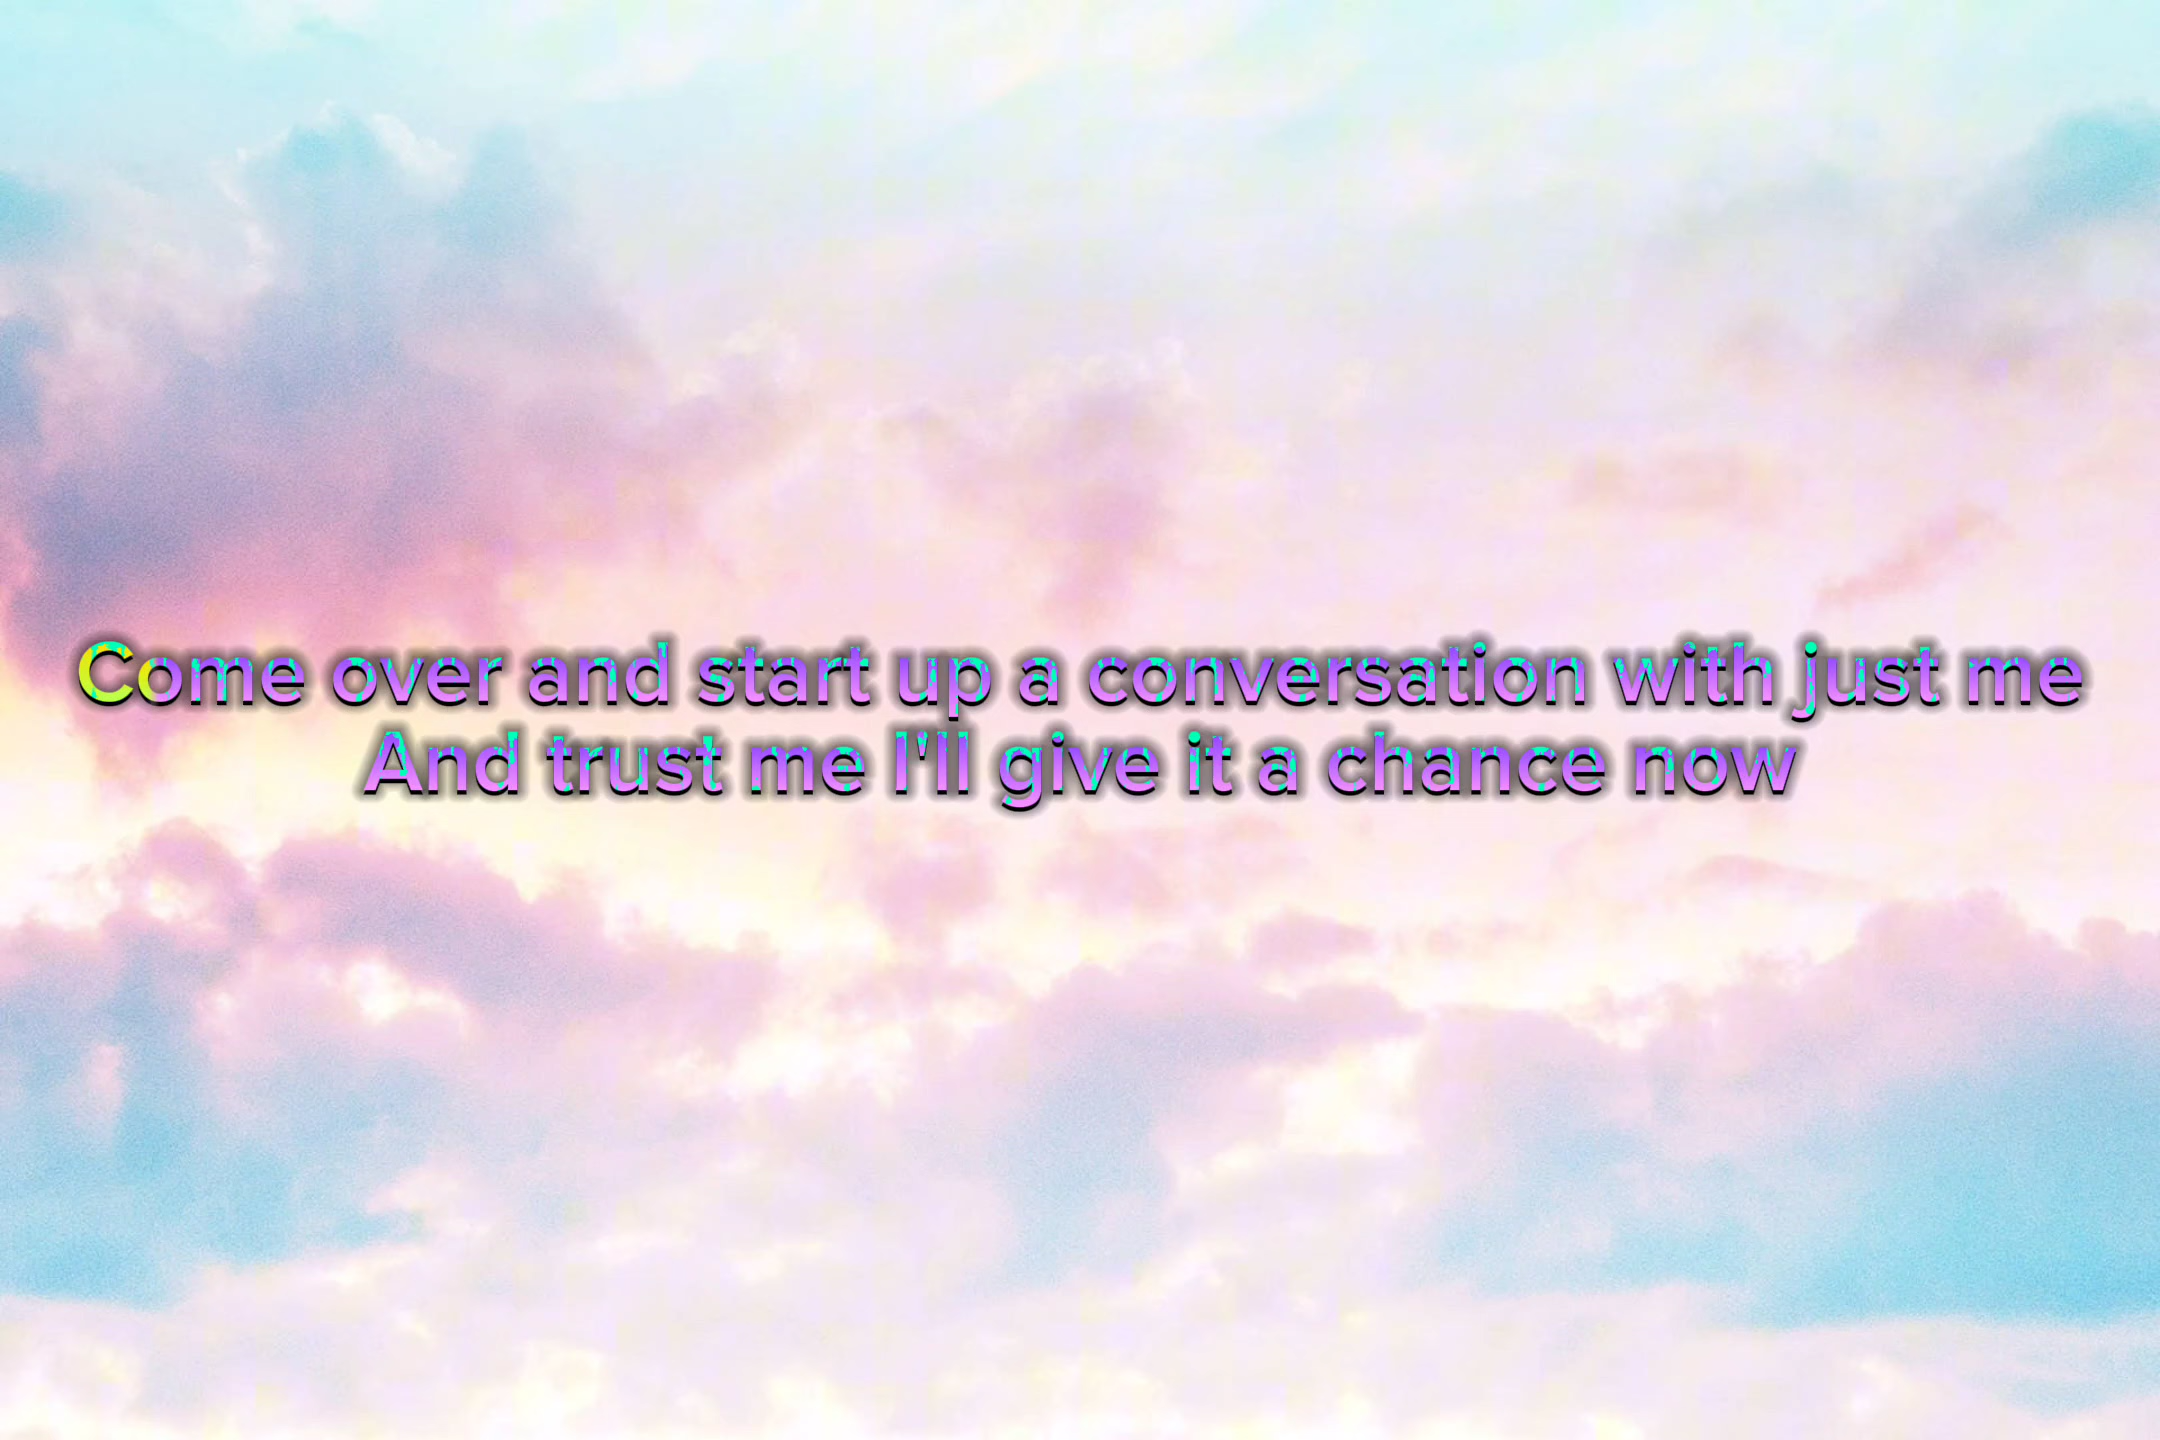 Come over and start up a conversation with just me
And trust me I'll give it a chance now